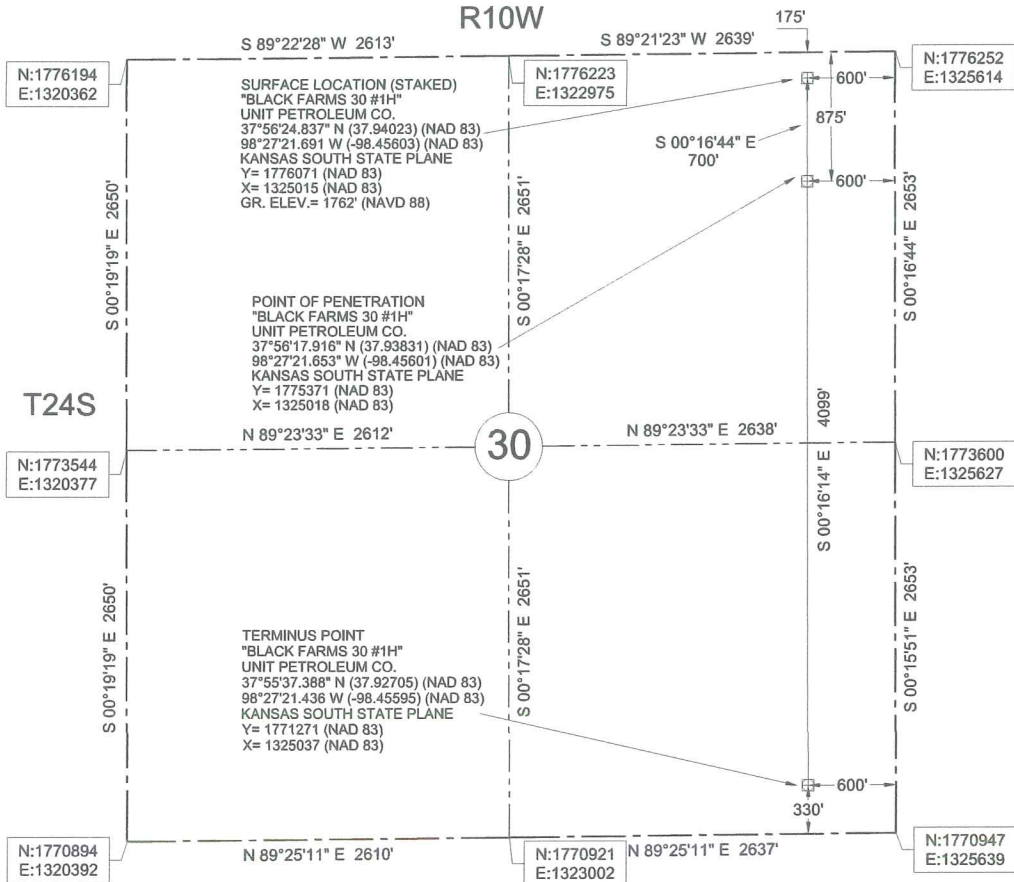 R10W
175'
S 89°22'28" W 2613'
S 89°21'23" W 2639'
N:1776194
E:1320362
N:1776223
E:1322975
N:1776252
E:1325614
SURFACE LOCATION (STAKED)
"BLACK FARMS 30 #1H"
UNIT PETROLEUM CO.
37°56'24.837" N (37.94023) (NAD 83)
98°27'21.691 W (-98.45603) (NAD 83)
KANSAS SOUTH STATE PLANE
Y= 1776071 (NAD 83)
X= 1325015 (NAD 83)
GR. ELEV.= 1762' (NAVD 88)
600'
875'
S 00°16'44" E
700'
600'
S 00°19'19" E 2650'
S 00°17'28" E 2651'
S 00°16'44" E 2653'
POINT OF PENETRATION
"BLACK FARMS 30 #1H"
UNIT PETROLEUM CO.
37°56'17.916" N (37.93831) (NAD 83)
98°27'21.653" W (-98.45601) (NAD 83)
KANSAS SOUTH STATE PLANE
Y= 1775371 (NAD 83)
X= 1325018 (NAD 83)
T24S
N 89°23'33" E 2612'
30
N 89°23'33" E 2638'
N:1773544
E:1320377
N:1773600
E:1325627
S 00°16'14" E 4099'
S 00°19'19" E 2650'
S 00°17'28" E 2651'
S 00°15'51" E 2653'
TERMINUS POINT
"BLACK FARMS 30 #1H"
UNIT PETROLEUM CO.
37°55'37.388" N (37.92705) (NAD 83)
98°27'21.436 W (-98.45595) (NAD 83)
KANSAS SOUTH STATE PLANE
Y= 1771271 (NAD 83)
X= 1325037 (NAD 83)
600'
330'
N:1770894
E:1320392
N 89°25'11" E 2610'
N:1770921
E:1323002
N 89°25'11" E 2637'
N:1770947
E:1325639